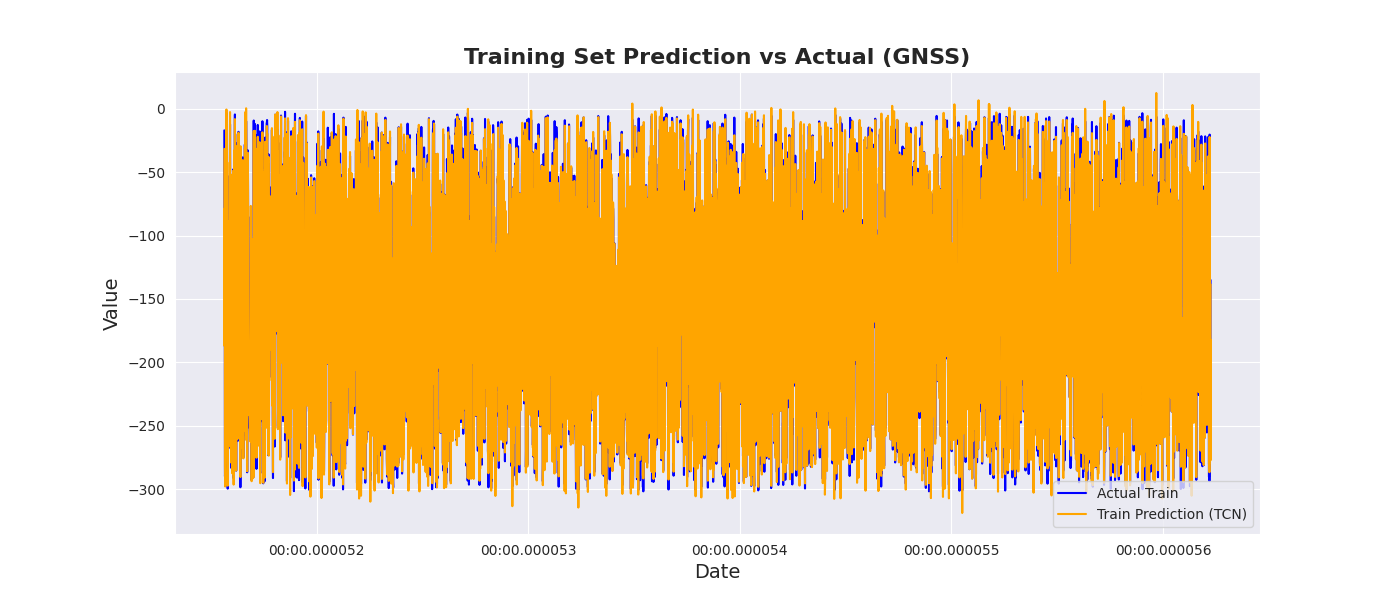 Training Set Prediction vs Actual (GNSS)
Value
0
−50
−100
−150
−200
−250
−300
Actual Train
Train Prediction (TCN)
00:00.000052
00:00.000053
00:00.000054
00:00.000055
00:00.000056
Date